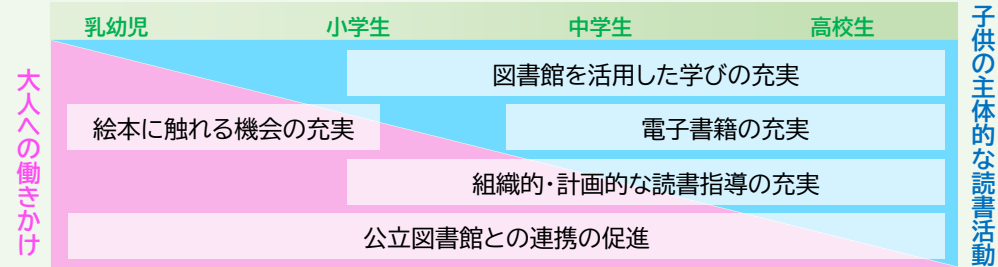 乳幼児
小学生
中学生
高校生
大人への働きかけ
子供の主体的な読書活動
図書館を活用した学びの充実
絵本に触れる機会の充実
電子書籍の充実
組織的・計画的な読書指導の充実
公立図書館との連携の促進